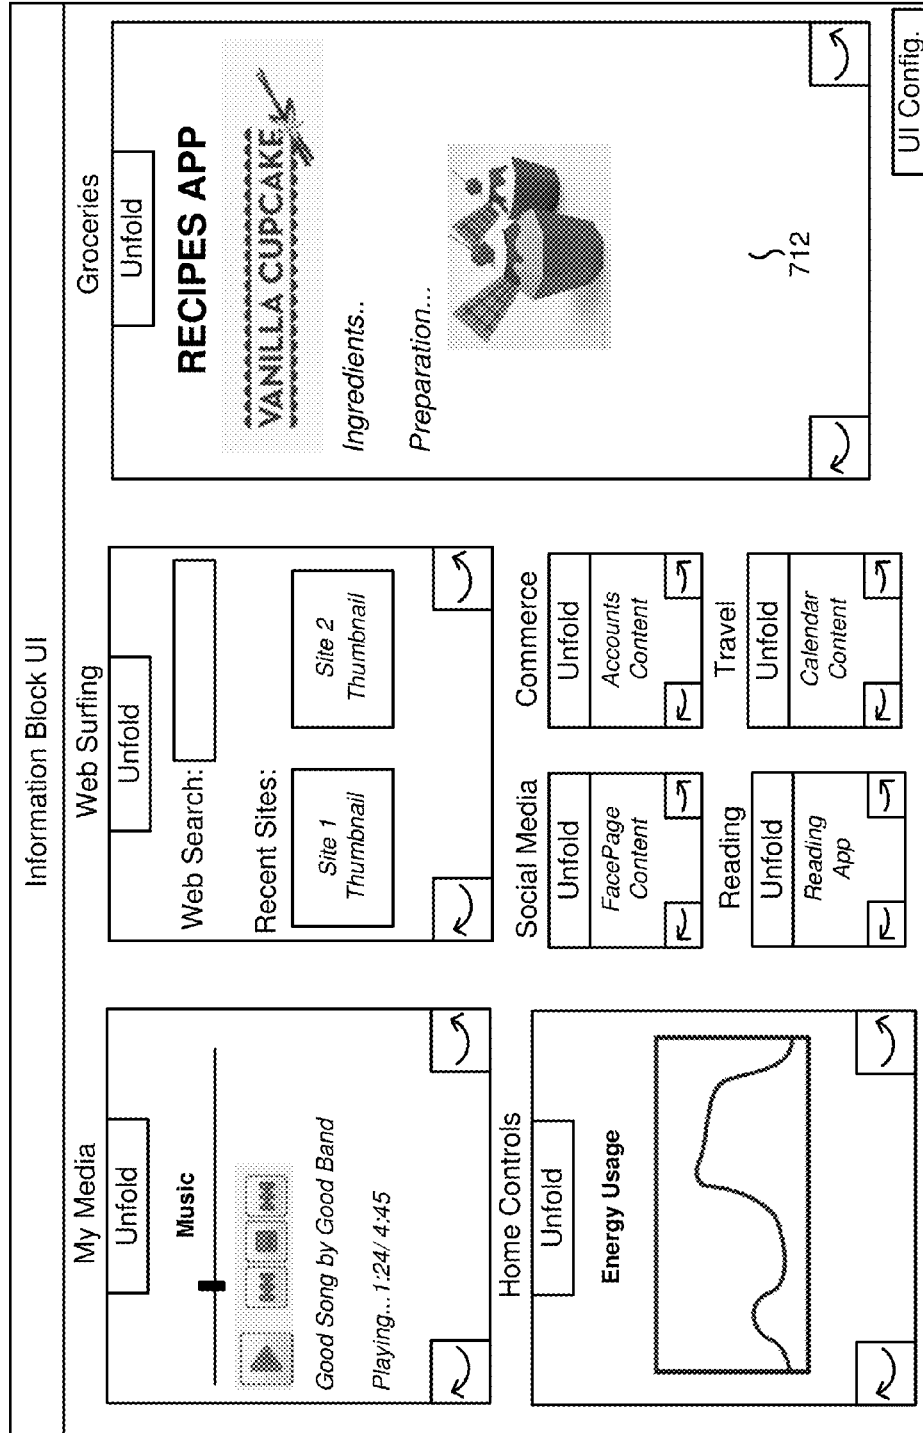 Information Block UI
My Media
Unfold
Music
Good Song by Good Band
Playing...1:24/ 4:45
Web Surfing
Unfold
Web Search:
Recent Sites:
Site 1
Thumbnail
Site 2
Thumbnail
Groceries
Unfold
RECIPES APP
VANILLA CUPCAKE
Ingredients..
Preparation...
712
Home Controls
Unfold
Energy Usage
Social Media
Unfold
FacePage
Content
Commerce
Unfold
Accounts
Content
Reading
Unfold
Reading
App
Travel
Unfold
Calendar
Content
UI Config.